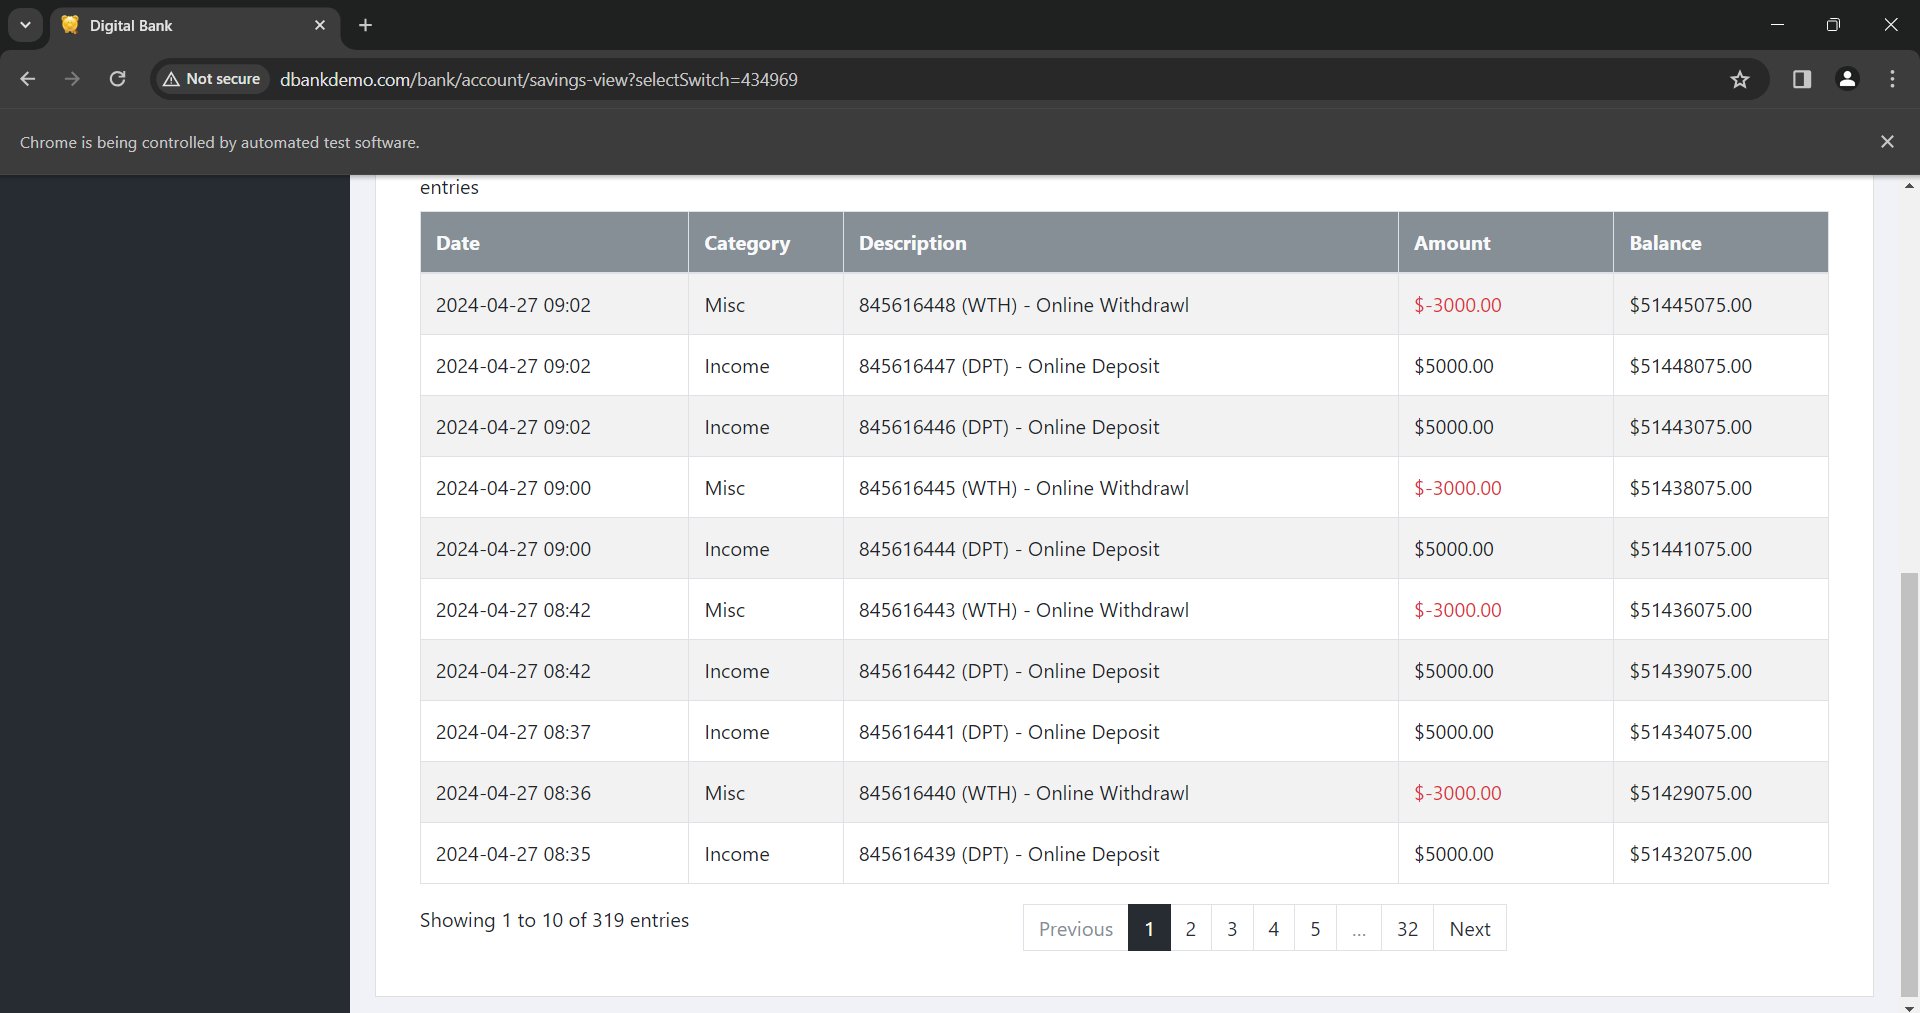 Digital Bank
Not secure dbankdemo.com/bank/account/savings-view?selectSwitch=434969
Chrome is being controlled by automated test software.
entries
Date Category Description Amount Balance
2024-04-27 09:02 Misc 845616448 (WTH) - Online Withdrawl $-3000.00 $51445075.00
2024-04-27 09:02 Income 845616447 (DPT) - Online Deposit $5000.00 $51448075.00
2024-04-27 09:02 Income 845616446 (DPT) - Online Deposit $5000.00 $51443075.00
2024-04-27 09:00 Misc 845616445 (WTH) - Online Withdrawl $-3000.00 $51438075.00
2024-04-27 09:00 Income 845616444 (DPT) - Online Deposit $5000.00 $51441075.00
2024-04-27 08:42 Misc 845616443 (WTH) - Online Withdrawl $-3000.00 $51436075.00
2024-04-27 08:42 Income 845616442 (DPT) - Online Deposit $5000.00 $51439075.00
2024-04-27 08:37 Income 845616441 (DPT) - Online Deposit $5000.00 $51434075.00
2024-04-27 08:36 Misc 845616440 (WTH) - Online Withdrawl $-3000.00 $51429075.00
2024-04-27 08:35 Income 845616439 (DPT) - Online Deposit $5000.00 $51432075.00
Showing 1 to 10 of 319 entries
Previous 1 2 3 4 5 ... 32 Next